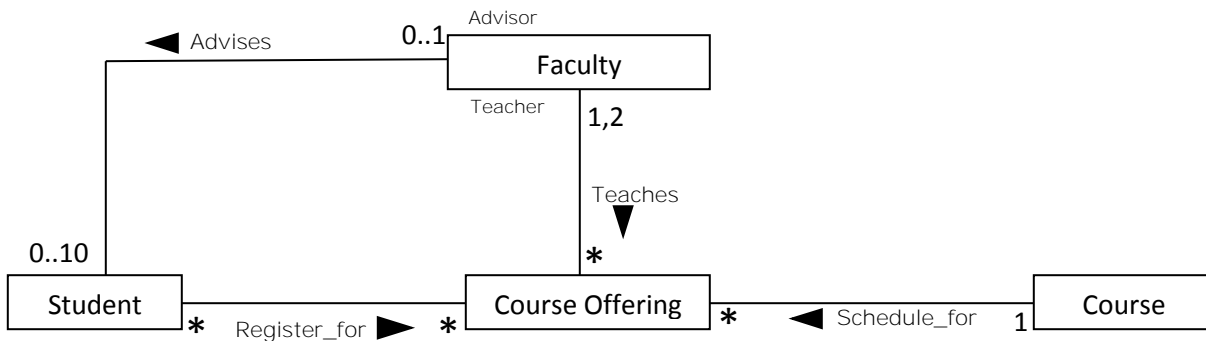 Advisor
Advises
0..1
Faculty
Teacher
1,2
Teaches
0..10
*
Student
Course Offering
Course
*
Register_for
*
*
Schedule_for
1